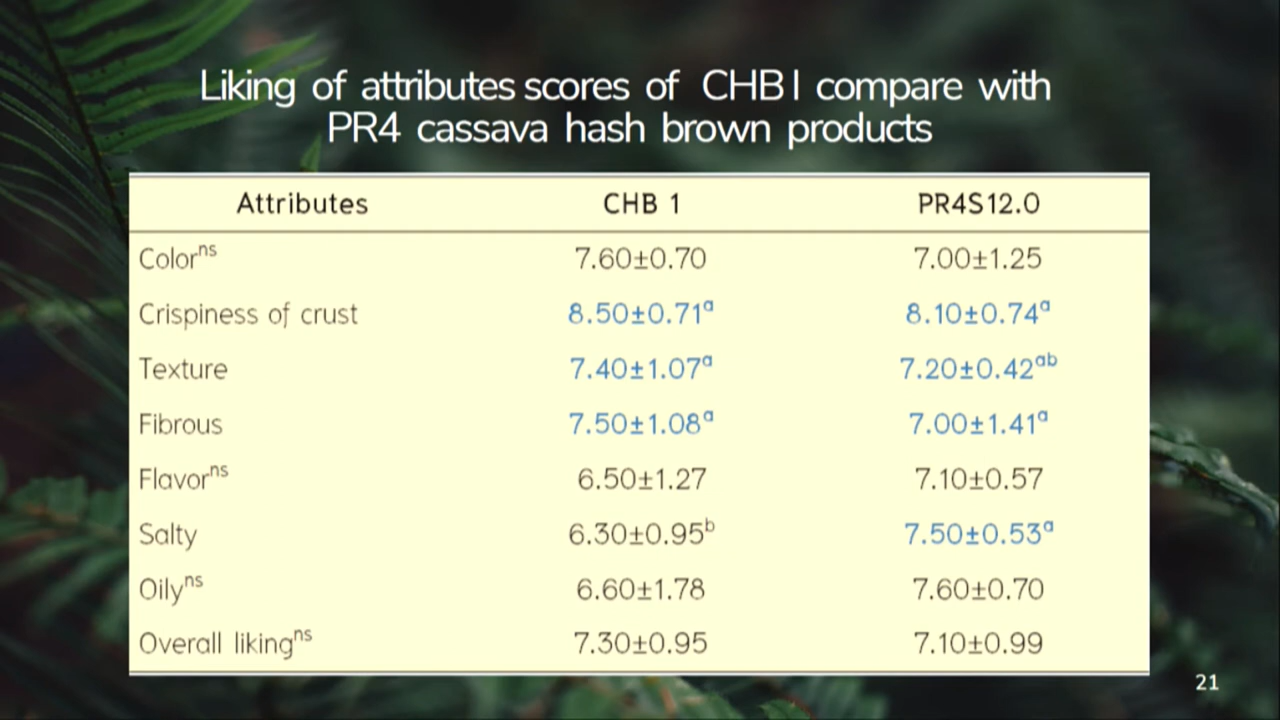 Liking of attributes scores of CHB1 compare with
PR4 cassava hash brown products
Attributes CHB 1 PR4S12.0
Colorⁿˢ 7.60±0.70 7.00±1.25
Crispiness of crust 8.50±0.71ᵃ 8.10±0.74ᵃ
Texture 7.40±1.07ᵃ 7.20±0.42ᵃᵇ
Fibrous 7.50±1.08ᵃ 7.00±1.41ᵃ
Flavorⁿˢ 6.50±1.27 7.10±0.57
Salty 6.30±0.95ᵇ 7.50±0.53ᵃ
Oilyⁿˢ 6.60±1.78 7.60±0.70
Overall likingⁿˢ 7.30±0.95 7.10±0.99
21